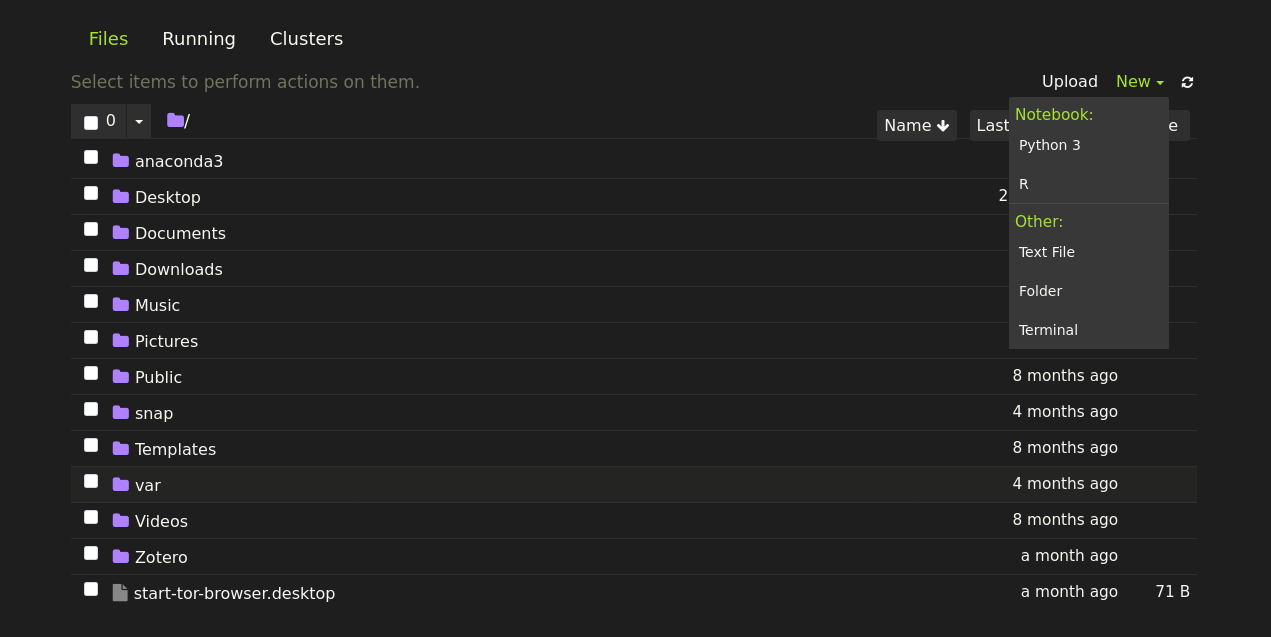 Files Running Clusters
Select items to perform actions on them. Upload New
0 / Name Last e
Notebook:
Python 3
R
Other:
Text File
Folder
Terminal
anaconda3
Desktop 2
Documents
Downloads
Music
Pictures
Public 8 months ago
snap 4 months ago
Templates 8 months ago
var 4 months ago
Videos 8 months ago
Zotero a month ago
start-tor-browser.desktop a month ago 71 B